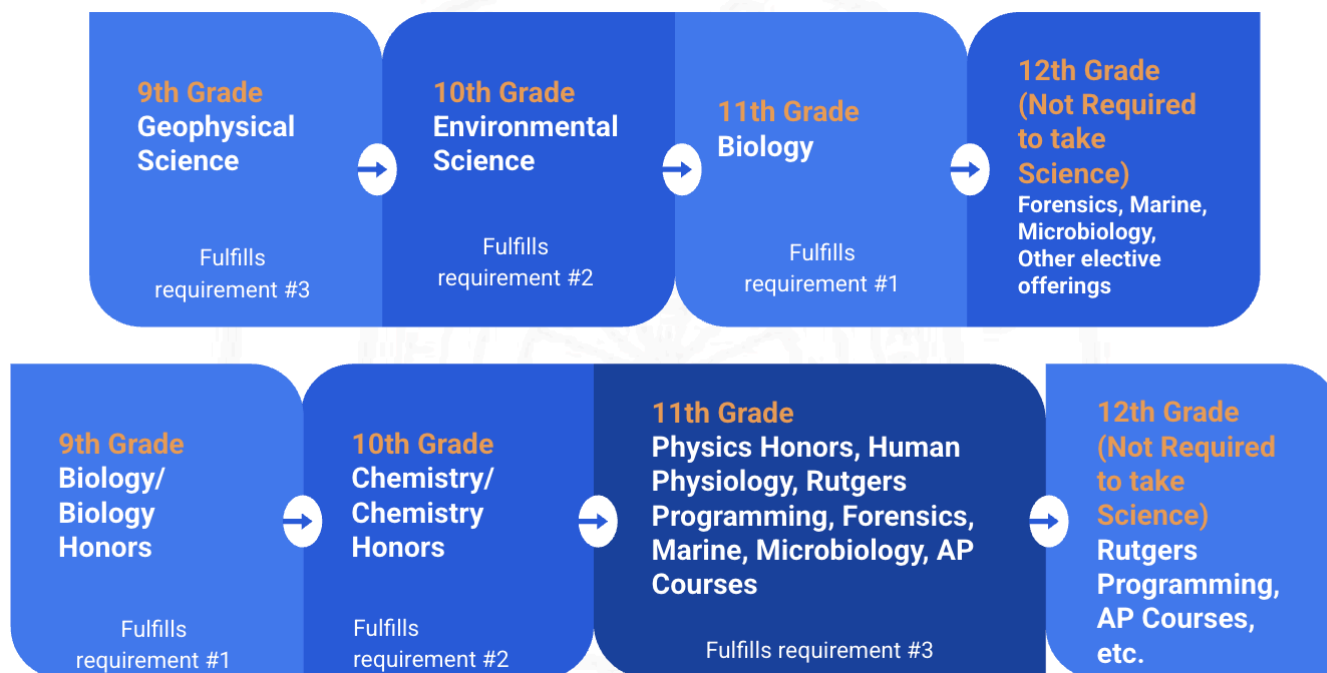 9th Grade
Geophysical
Science
Fulfills
requirement #3
10th Grade
Environmental
Science
Fulfills
requirement #2
11th Grade
Biology
Fulfills
requirement #1
12th Grade
(Not Required
to take
Science)
Forensics, Marine,
Microbiology,
Other elective
offerings
9th Grade
Biology/
Biology
Honors
Fulfills
requirement #1
10th Grade
Chemistry/
Chemistry
Honors
Fulfills
requirement #2
11th Grade
Physics Honors, Human
Physiology, Rutgers
Programming, Forensics,
Marine, Microbiology, AP
Courses
Fulfills requirement #3
12th Grade
(Not Required
to take
Science)
Rutgers
Programming,
AP Courses,
etc.